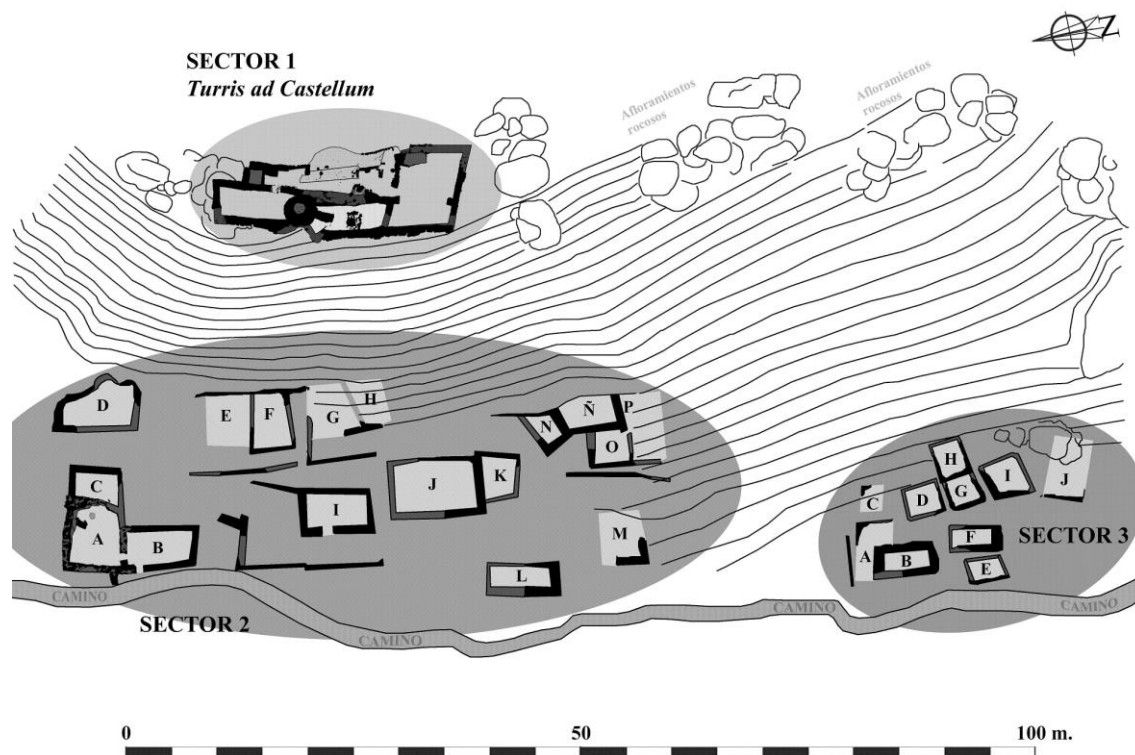 SECTOR 1
Turris ad Castellum
Z
Afloramientos
rocosos
Afloramientos
rocosos
D
E
F
G
H
N
Ñ
O
P
C
A
B
I
J
K
L
M
SECTOR 2
H
G
I
J
D
C
A
B
F
E
SECTOR 3
CAMINO
CAMINO
CAMINO
CAMINO
0
50
100 m.